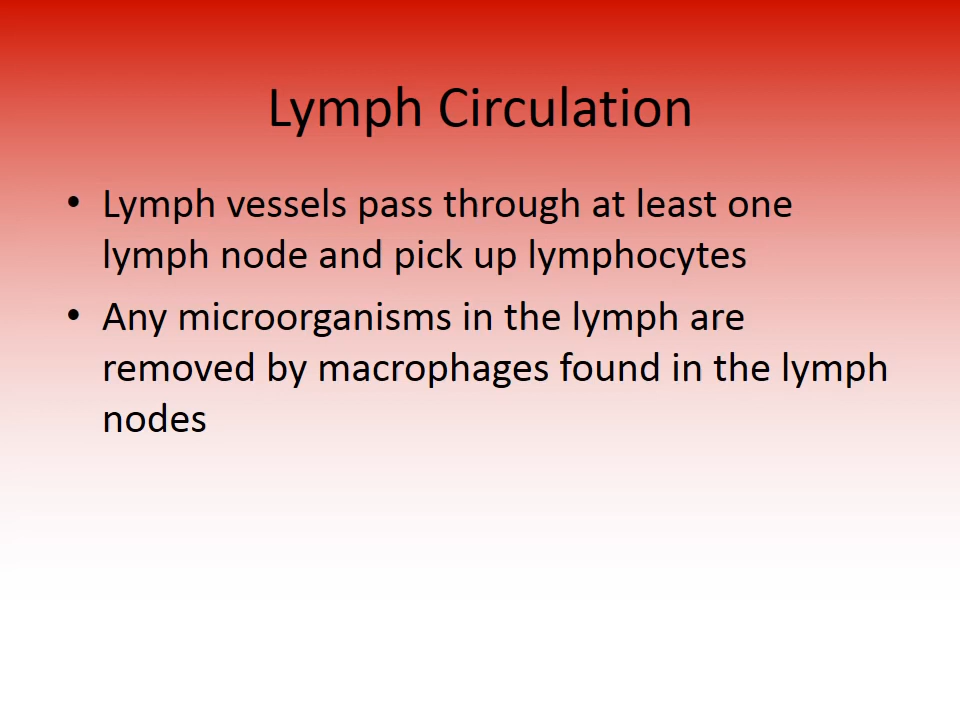 Lymph Circulation
• Lymph vessels pass through at least one
lymph node and pick up lymphocytes
• Any microorganisms in the lymph are
removed by macrophages found in the lymph
nodes